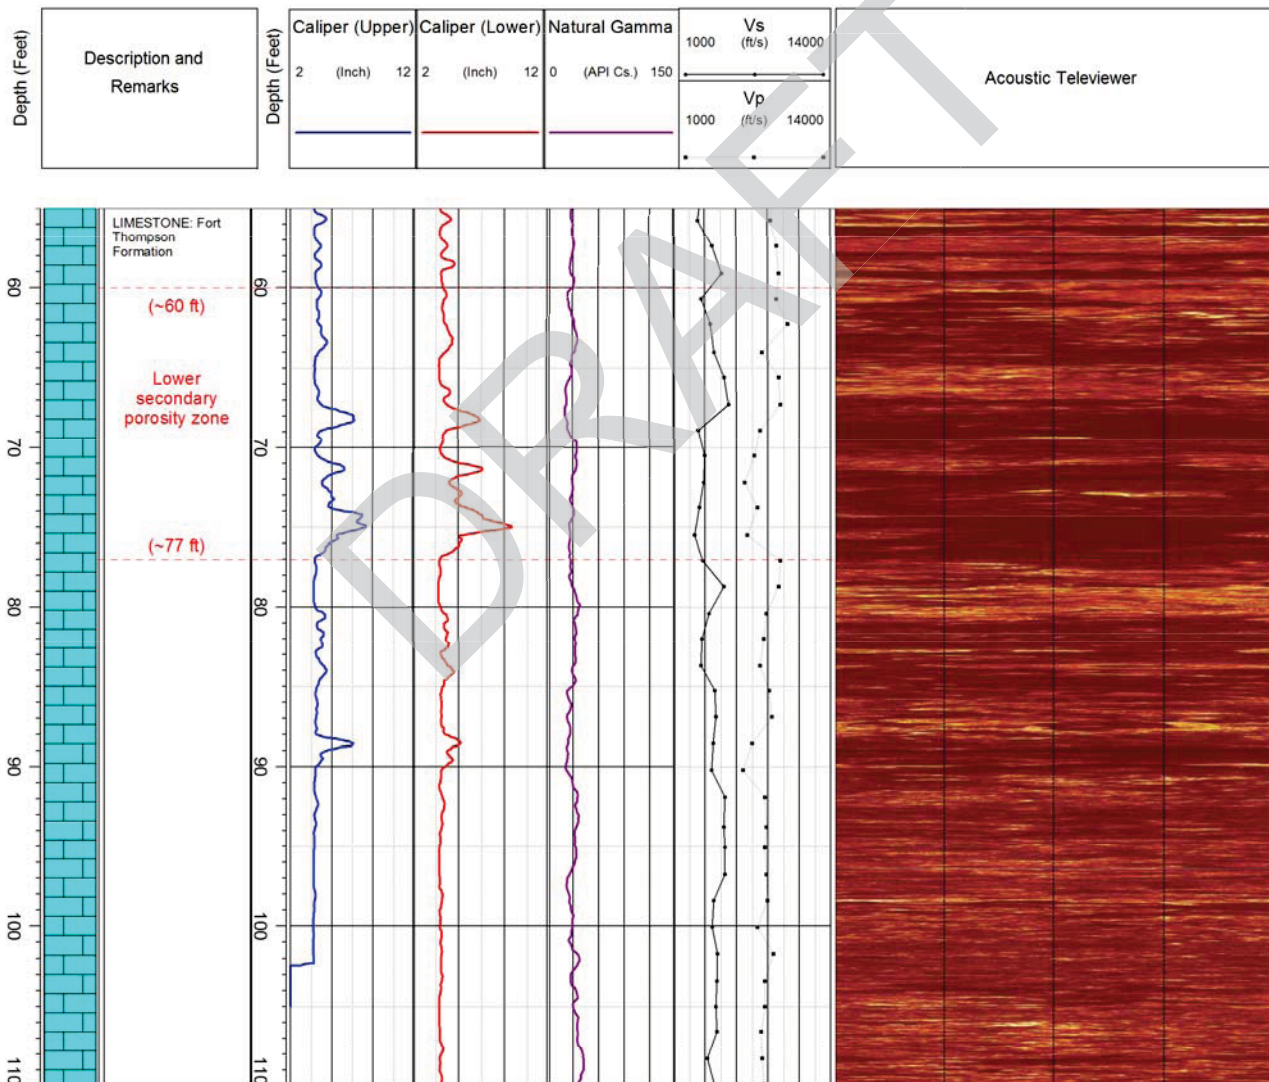 Depth (Feet)
Description and
Remarks
Depth (Feet)
Caliper (Upper)
2 (Inch) 12
Caliper (Lower)
2 (Inch) 12
Natural Gamma
0 (API Cs.) 150
Vs
1000 (ft/s) 14000
Vp
1000 (ft/s) 14000
Acoustic Televiewer
LIMESTONE: Fort
Thompson
Formation
60
(~60 ft)
60
Lower
secondary
porosity zone
70
70
(~77 ft)
80
80
90
90
100
100
110
110
DRAFT